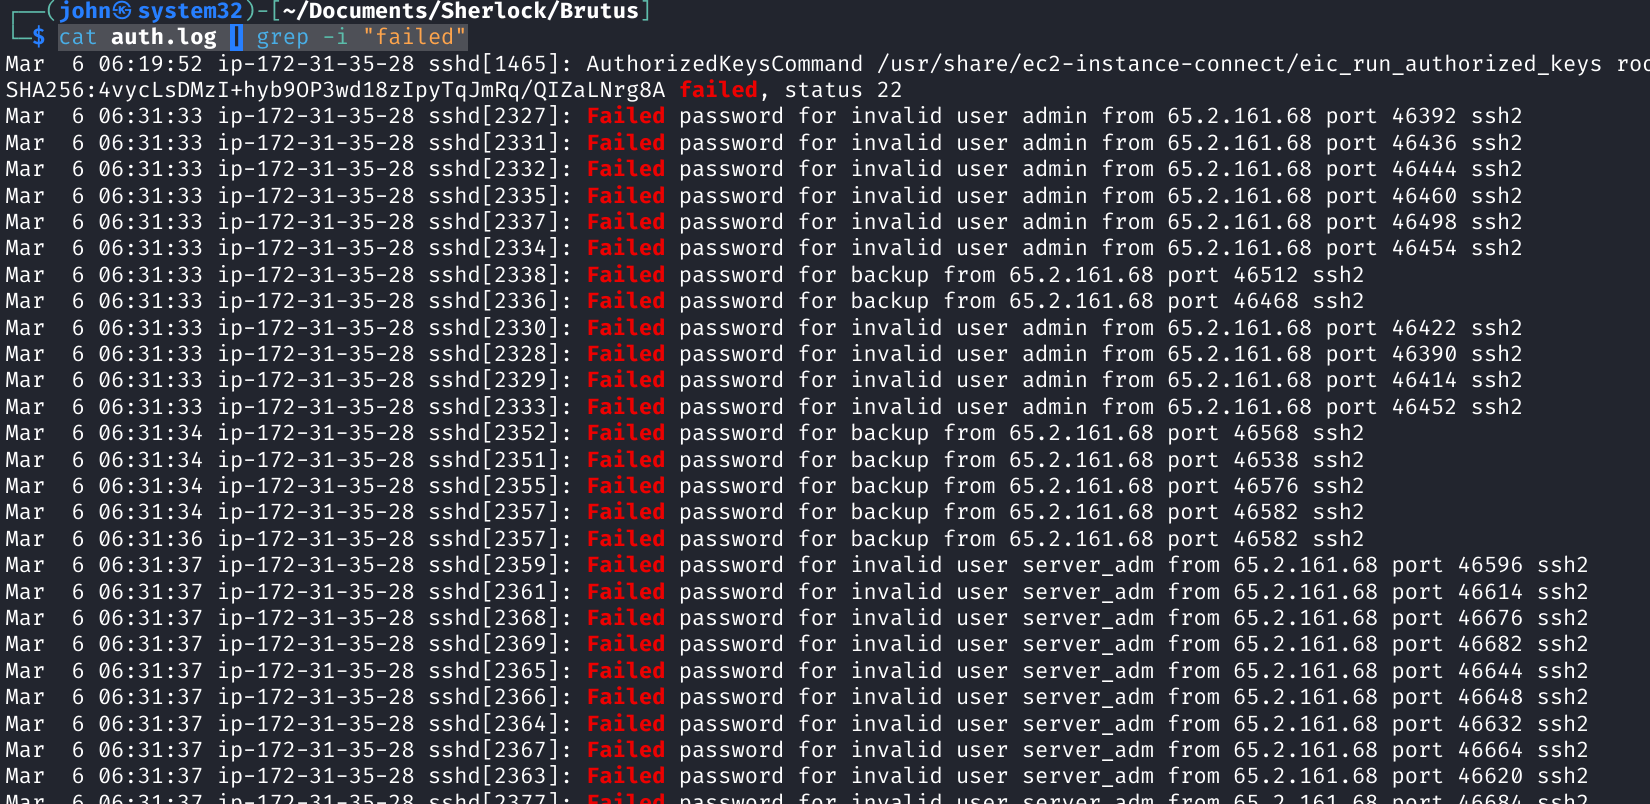 ┌──(john㉿system32)-[~/Documents/Sherlock/Brutus]
└─$ cat auth.log | grep -i "failed"
Mar  6 06:19:52 ip-172-31-35-28 sshd[1465]: AuthorizedKeysCommand /usr/share/ec2-instance-connect/eic_run_authorized_keys roo
SHA256:4vycLsDMzI+hyb9OP3wd18zIpyTqJmRq/QIZaLNrg8A failed, status 22
Mar  6 06:31:33 ip-172-31-35-28 sshd[2327]: Failed password for invalid user admin from 65.2.161.68 port 46392 ssh2
Mar  6 06:31:33 ip-172-31-35-28 sshd[2331]: Failed password for invalid user admin from 65.2.161.68 port 46436 ssh2
Mar  6 06:31:33 ip-172-31-35-28 sshd[2332]: Failed password for invalid user admin from 65.2.161.68 port 46444 ssh2
Mar  6 06:31:33 ip-172-31-35-28 sshd[2335]: Failed password for invalid user admin from 65.2.161.68 port 46460 ssh2
Mar  6 06:31:33 ip-172-31-35-28 sshd[2337]: Failed password for invalid user admin from 65.2.161.68 port 46498 ssh2
Mar  6 06:31:33 ip-172-31-35-28 sshd[2334]: Failed password for invalid user admin from 65.2.161.68 port 46454 ssh2
Mar  6 06:31:33 ip-172-31-35-28 sshd[2338]: Failed password for backup from 65.2.161.68 port 46512 ssh2
Mar  6 06:31:33 ip-172-31-35-28 sshd[2336]: Failed password for backup from 65.2.161.68 port 46468 ssh2
Mar  6 06:31:33 ip-172-31-35-28 sshd[2330]: Failed password for invalid user admin from 65.2.161.68 port 46422 ssh2
Mar  6 06:31:33 ip-172-31-35-28 sshd[2328]: Failed password for invalid user admin from 65.2.161.68 port 46390 ssh2
Mar  6 06:31:33 ip-172-31-35-28 sshd[2329]: Failed password for invalid user admin from 65.2.161.68 port 46414 ssh2
Mar  6 06:31:33 ip-172-31-35-28 sshd[2333]: Failed password for invalid user admin from 65.2.161.68 port 46452 ssh2
Mar  6 06:31:34 ip-172-31-35-28 sshd[2352]: Failed password for backup from 65.2.161.68 port 46568 ssh2
Mar  6 06:31:34 ip-172-31-35-28 sshd[2351]: Failed password for backup from 65.2.161.68 port 46538 ssh2
Mar  6 06:31:34 ip-172-31-35-28 sshd[2355]: Failed password for backup from 65.2.161.68 port 46576 ssh2
Mar  6 06:31:34 ip-172-31-35-28 sshd[2357]: Failed password for backup from 65.2.161.68 port 46582 ssh2
Mar  6 06:31:36 ip-172-31-35-28 sshd[2357]: Failed password for backup from 65.2.161.68 port 46582 ssh2
Mar  6 06:31:37 ip-172-31-35-28 sshd[2359]: Failed password for invalid user server_adm from 65.2.161.68 port 46596 ssh2
Mar  6 06:31:37 ip-172-31-35-28 sshd[2361]: Failed password for invalid user server_adm from 65.2.161.68 port 46614 ssh2
Mar  6 06:31:37 ip-172-31-35-28 sshd[2368]: Failed password for invalid user server_adm from 65.2.161.68 port 46676 ssh2
Mar  6 06:31:37 ip-172-31-35-28 sshd[2369]: Failed password for invalid user server_adm from 65.2.161.68 port 46682 ssh2
Mar  6 06:31:37 ip-172-31-35-28 sshd[2365]: Failed password for invalid user server_adm from 65.2.161.68 port 46644 ssh2
Mar  6 06:31:37 ip-172-31-35-28 sshd[2366]: Failed password for invalid user server_adm from 65.2.161.68 port 46648 ssh2
Mar  6 06:31:37 ip-172-31-35-28 sshd[2364]: Failed password for invalid user server_adm from 65.2.161.68 port 46632 ssh2
Mar  6 06:31:37 ip-172-31-35-28 sshd[2367]: Failed password for invalid user server_adm from 65.2.161.68 port 46664 ssh2
Mar  6 06:31:37 ip-172-31-35-28 sshd[2363]: Failed password for invalid user server_adm from 65.2.161.68 port 46620 ssh2
Mar  6 06:31:37 ip-172-31-35-28 sshd[2377]: Failed password for invalid user server_adm from 65.2.161.68 port 46684 ssh2